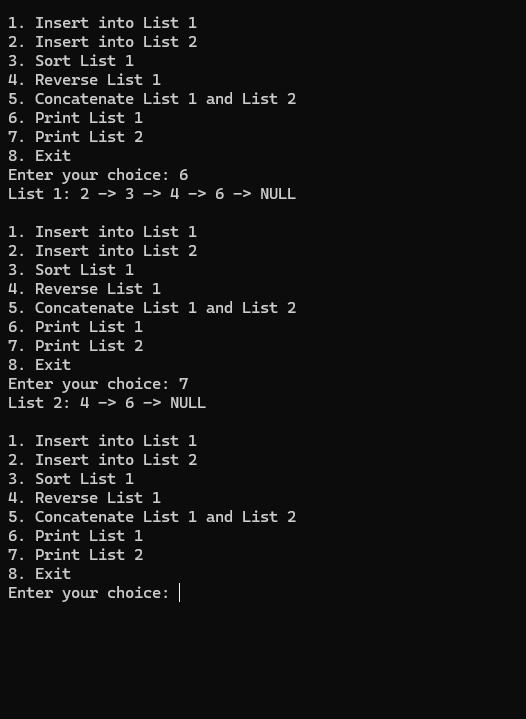 1. Insert into List 1
2. Insert into List 2
3. Sort List 1
4. Reverse List 1
5. Concatenate List 1 and List 2
6. Print List 1
7. Print List 2
8. Exit
Enter your choice: 6
List 1: 2 -> 3 -> 4 -> 6 -> NULL
1. Insert into List 1
2. Insert into List 2
3. Sort List 1
4. Reverse List 1
5. Concatenate List 1 and List 2
6. Print List 1
7. Print List 2
8. Exit
Enter your choice: 7
List 2: 4 -> 6 -> NULL
1. Insert into List 1
2. Insert into List 2
3. Sort List 1
4. Reverse List 1
5. Concatenate List 1 and List 2
6. Print List 1
7. Print List 2
8. Exit
Enter your choice: